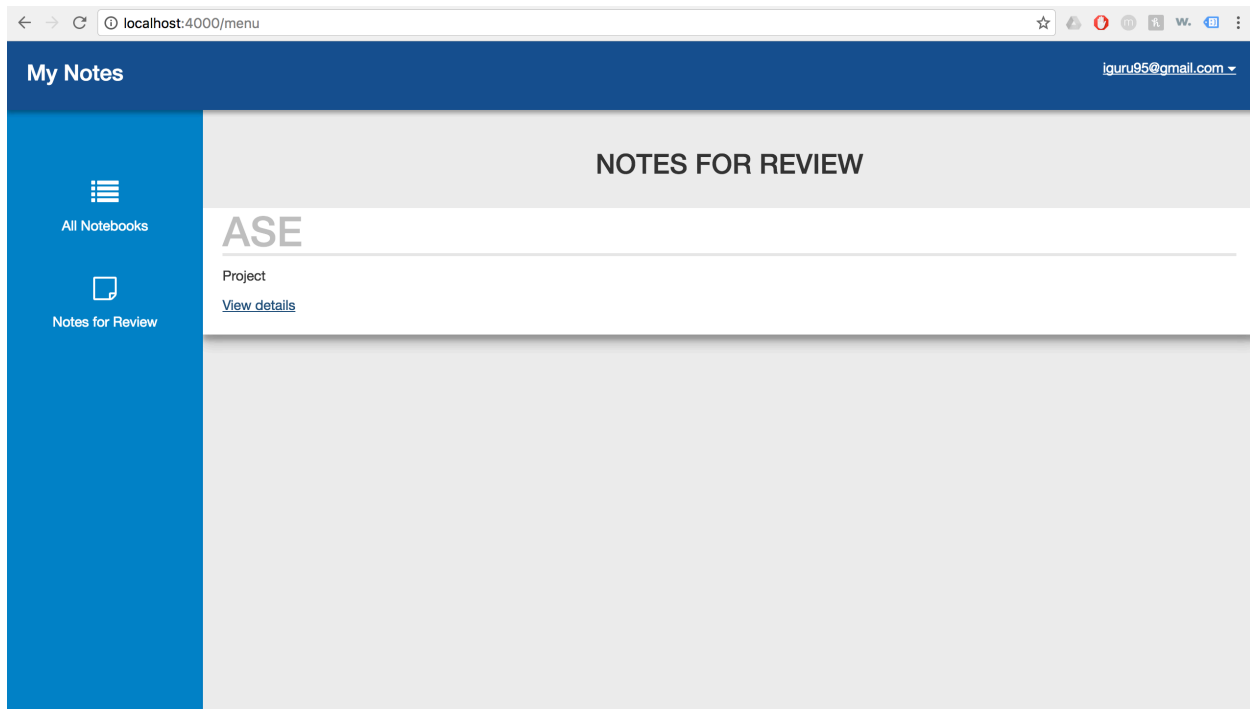 localhost:4000/menu
w.
My Notes
iguru95@gmail.com
NOTES FOR REVIEW
All Notebooks
Notes for Review
ASE
Project
View details